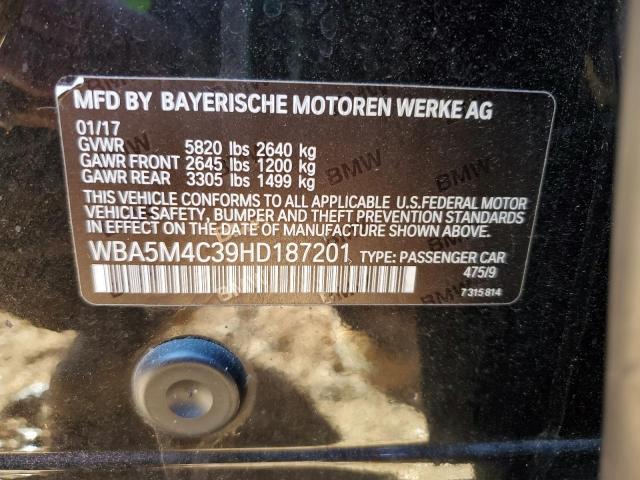 MFD BY BAYERISCHE MOTOREN WERKE AG
01/17
GVWR 5820 lbs 2640 kg
GAWR FRONT 2645 lbs 1200 kg
GAWR REAR 3305 lbs 1499 kg
THIS VEHICLE CONFORMS TO ALL APPLICABLE U.S.FEDERAL MOTOR
VEHICLE SAFETY, BUMPER AND THEFT PREVENTION STANDARDS
IN EFFECT ON THE DATE OF MANUFACTURE SHOWN ABOVE.
WBA5M4C39HD187201 TYPE: PASSENGER CAR
475/9
7315814